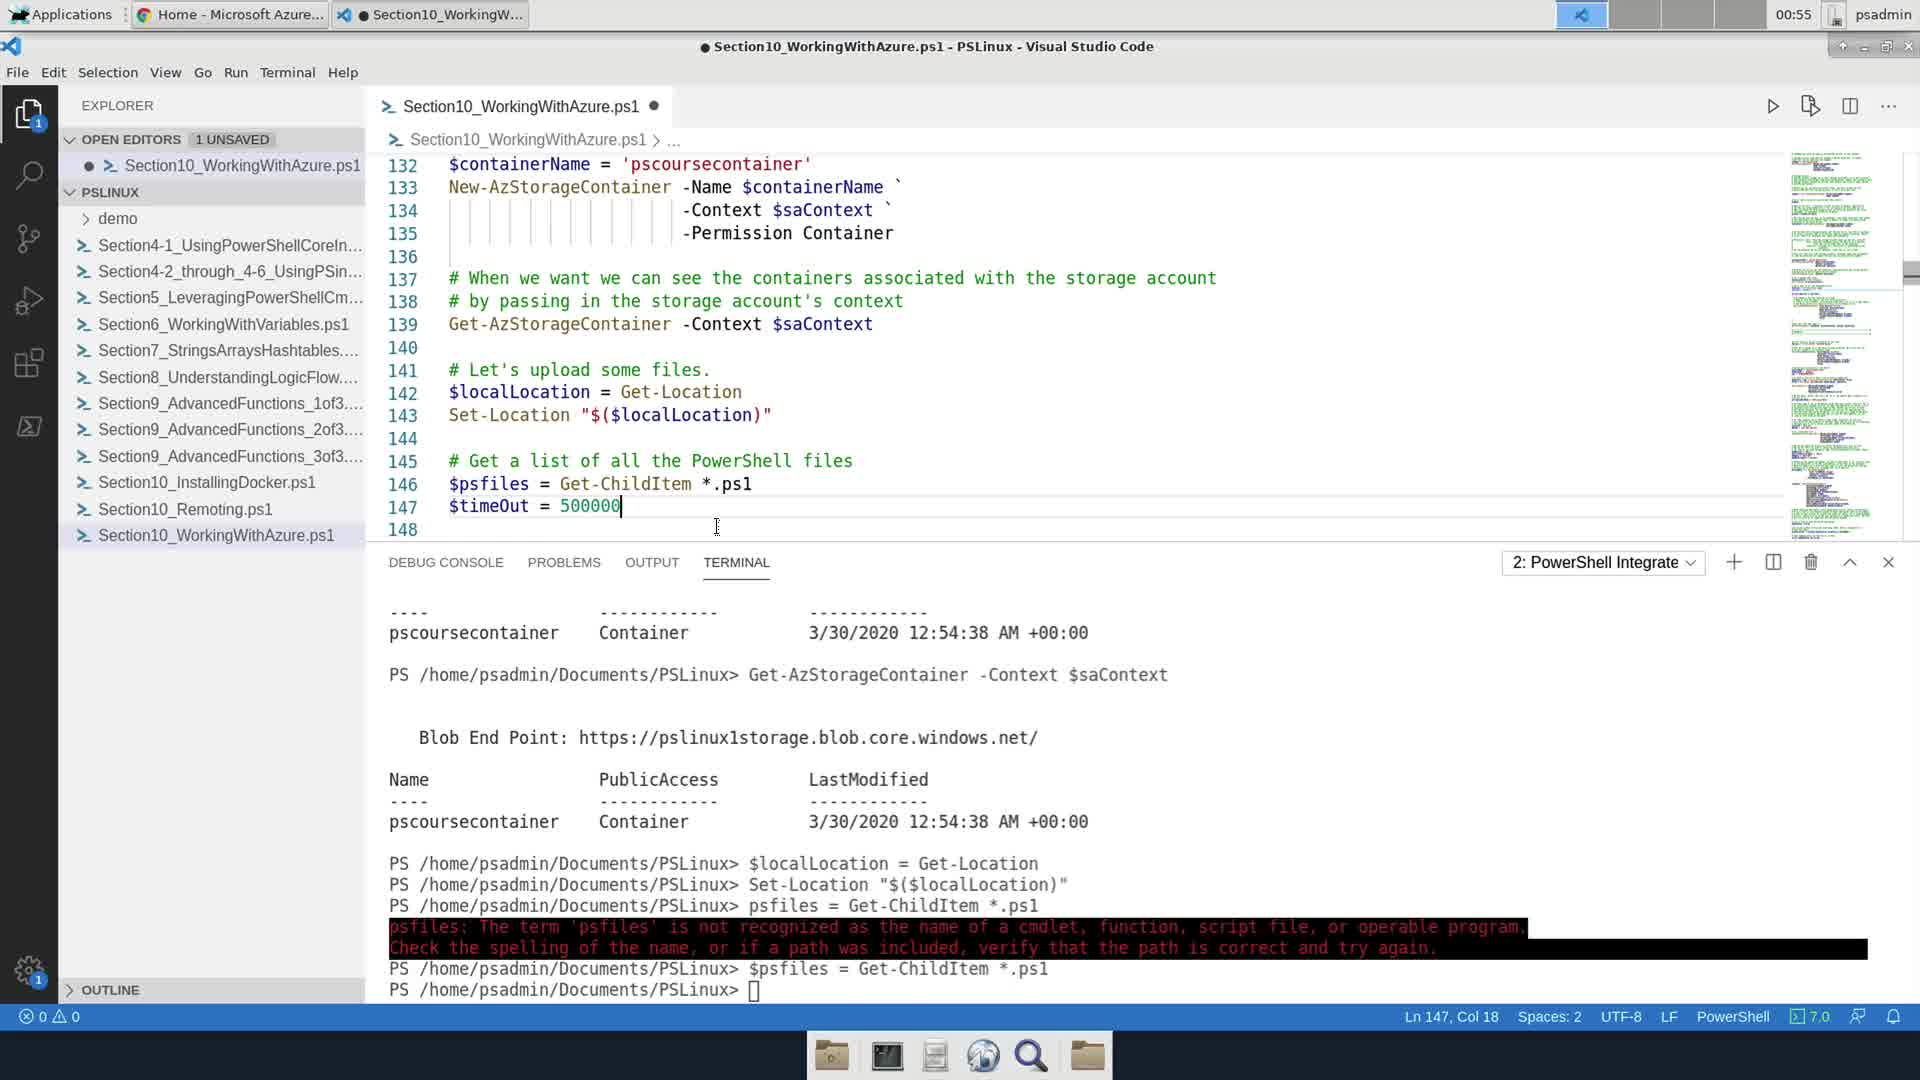 Applications
Home - Microsoft Azure...
● Section10_WorkingW...
00:55
psadmin
● Section10_WorkingWithAzure.ps1 - PSLinux - Visual Studio Code
File Edit Selection View Go Run Terminal Help
EXPLORER
OPEN EDITORS 1 UNSAVED
● Section10_WorkingWithAzure.ps1
PSLINUX
demo
Section4-1_UsingPowerShellCoreIn...
Section4-2_through_4-6_UsingPSin...
Section5_LeveragingPowerShellCm...
Section6_WorkingWithVariables.ps1
Section7_StringsArraysHashtables....
Section8_UnderstandingLogicFlow....
Section9_AdvancedFunctions_1of3....
Section9_AdvancedFunctions_2of3....
Section9_AdvancedFunctions_3of3....
Section10_InstallingDocker.ps1
Section10_Remoting.ps1
Section10_WorkingWithAzure.ps1
OUTLINE
1
1
Section10_WorkingWithAzure.ps1 ●
Section10_WorkingWithAzure.ps1 > ...
132 $containerName = 'pscoursecontainer'
133 New-AzStorageContainer -Name $containerName `
134 -Context $saContext `
135 -Permission Container
136
137 # When we want we can see the containers associated with the storage account
138 # by passing in the storage account's context
139 Get-AzStorageContainer -Context $saContext
140
141 # Let's upload some files.
142 $localLocation = Get-Location
143 Set-Location "$($localLocation)"
144
145 # Get a list of all the PowerShell files
146 $psfiles = Get-ChildItem *.ps1
147 $timeOut = 500000
148
DEBUG CONSOLE PROBLEMS OUTPUT TERMINAL
2: PowerShell Integrate
---- ------------ ------------
pscoursecontainer Container 3/30/2020 12:54:38 AM +00:00
PS /home/psadmin/Documents/PSLinux> Get-AzStorageContainer -Context $saContext
Blob End Point: https://pslinux1storage.blob.core.windows.net/
Name PublicAccess LastModified
---- ------------ ------------
pscoursecontainer Container 3/30/2020 12:54:38 AM +00:00
PS /home/psadmin/Documents/PSLinux> $localLocation = Get-Location
PS /home/psadmin/Documents/PSLinux> Set-Location "$($localLocation)"
PS /home/psadmin/Documents/PSLinux> psfiles = Get-ChildItem *.ps1
psfiles: The term 'psfiles' is not recognized as the name of a cmdlet, function, script file, or operable program.
Check the spelling of the name, or if a path was included, verify that the path is correct and try again.
PS /home/psadmin/Documents/PSLinux> $psfiles = Get-ChildItem *.ps1
PS /home/psadmin/Documents/PSLinux>
0 0
Ln 147, Col 18 Spaces: 2 UTF-8 LF PowerShell 7.0